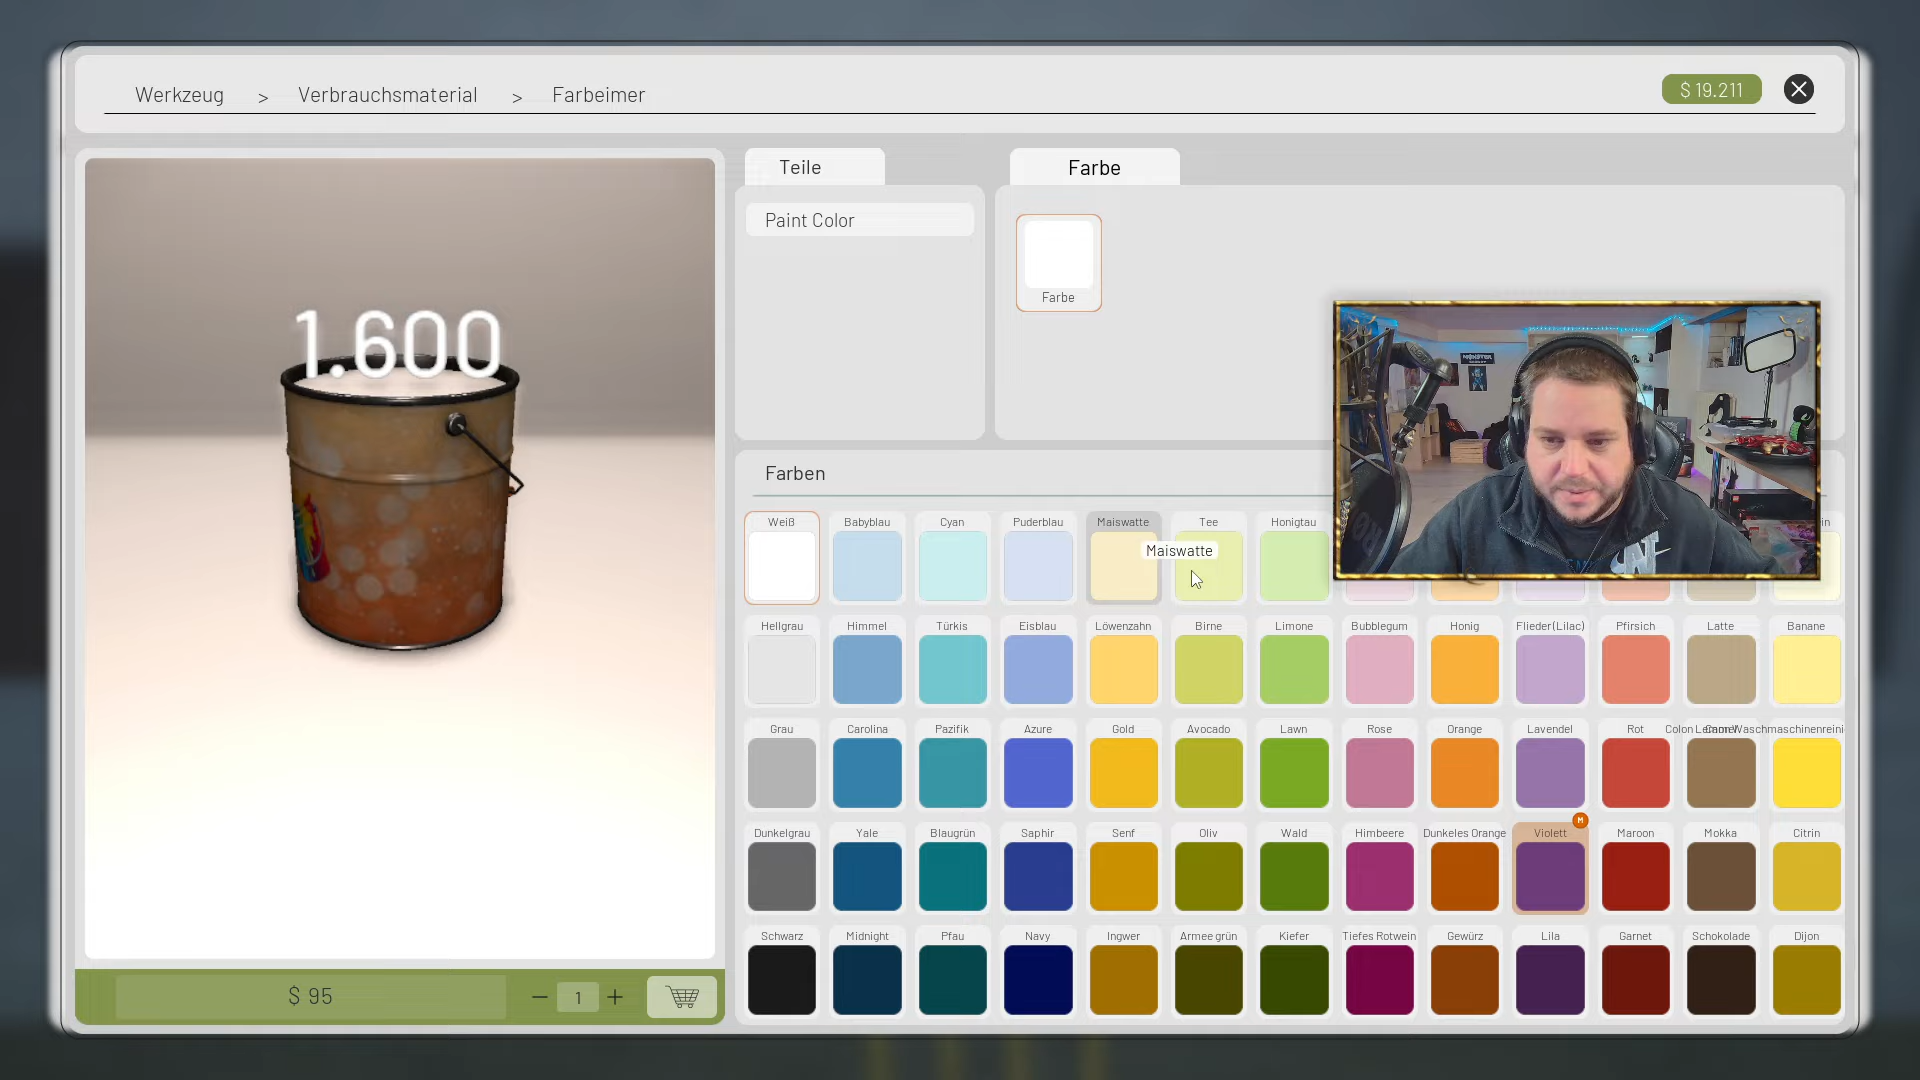 Werkzeug > Verbrauchsmaterial > Farbeimer
$ 19.211
Teile
Farbe
Paint Color
Farbe
1.600
Farben
Weiß Babyblau Cyan Puderblau Maiswatte Tee Honigtau
Maiswatte
Hellgrau Himmel Türkis Eisblau Löwenzahn Birne Limone Bubblegum Honig Flieder(Lilac) Pfirsich Latte Banane
Grau Carolina Pazifik Azure Gold Avocado Lawn Rose Orange Lavendel Rot
M
Dunkelgrau Yale Blaugrün Saphir Senf Oliv Wald Himbeere Dunkeles Orange Violett Maroon Mokka Citrin
Schwarz Midnight Pfau Navy Ingwer Armee grün Kiefer Tiefes Rotwein Gewürz Lila Garnet Schokolade Dijon
$ 95
− 1 +